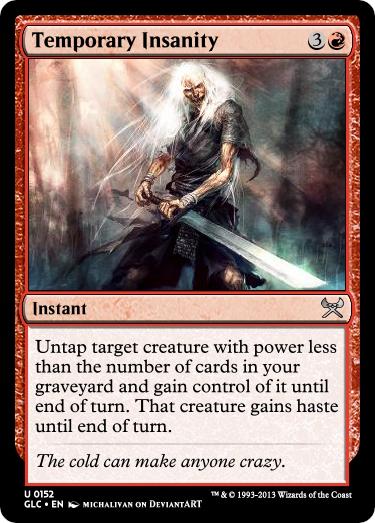 Temporary Insanity 3
Instant
Untap target creature with power less
than the number of cards in your
graveyard and gain control of it until
end of turn. That creature gains haste
until end of turn.
The cold can make anyone crazy.
U 0152
GLC • EN MICHALIVAN ON DEVIANTART
™ & © 1993-2013 Wizards of the Coast